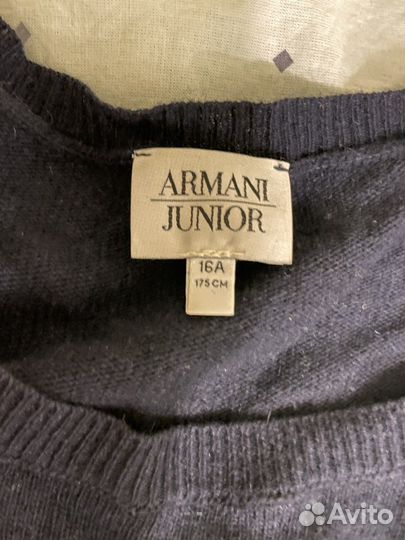 ARMANI
JUNIOR
16A
175 CM
Avito